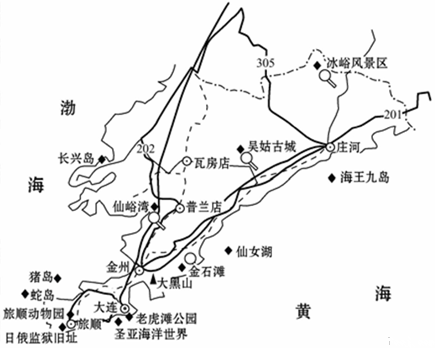 305
冰峪风景区
201
渤
海
202
长兴岛
瓦房店
吴姑古城
庄河
海王九岛
仙峪湾
普兰店
仙女湖
金州
金石滩
大黑山
猪岛
蛇岛
旅顺动物园
旅顺
日俄监狱旧址
大连
老虎滩公园
圣亚海洋世界
黄
海